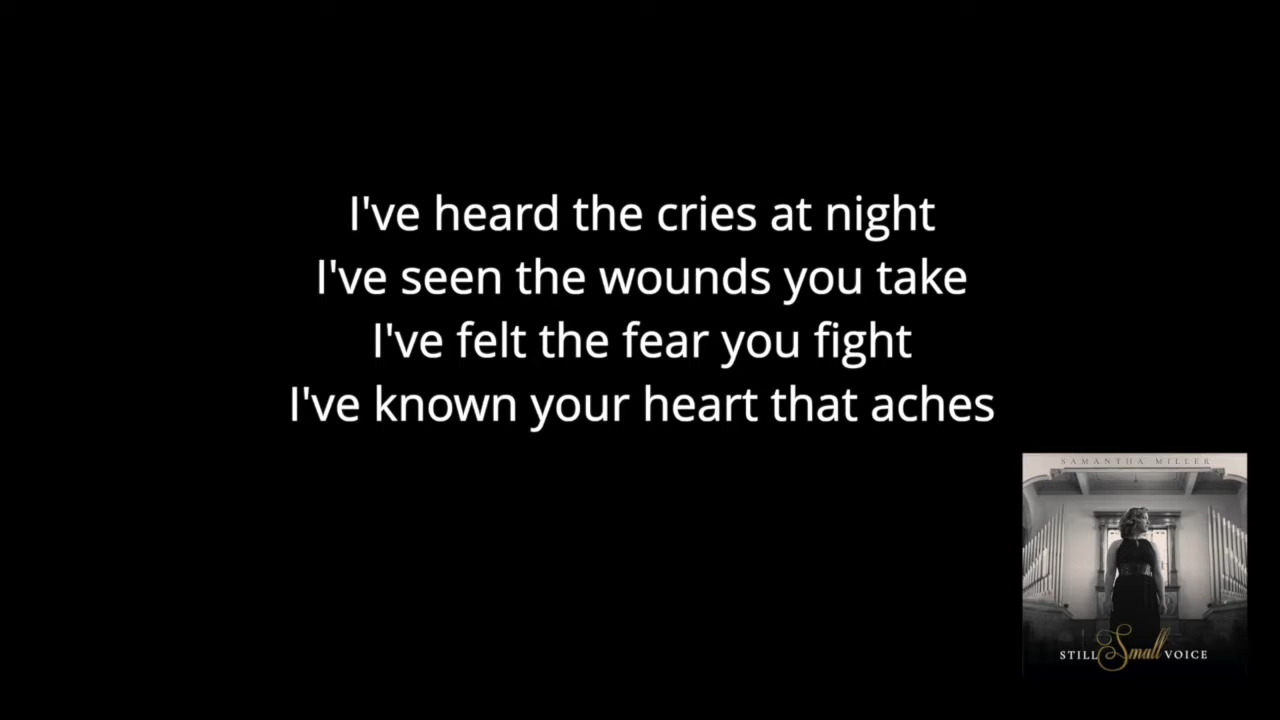 I've heard the cries at night
I've seen the wounds you take
I've felt the fear you fight
I've known your heart that aches
SAMANTHA MILLER
STILL Small VOICE